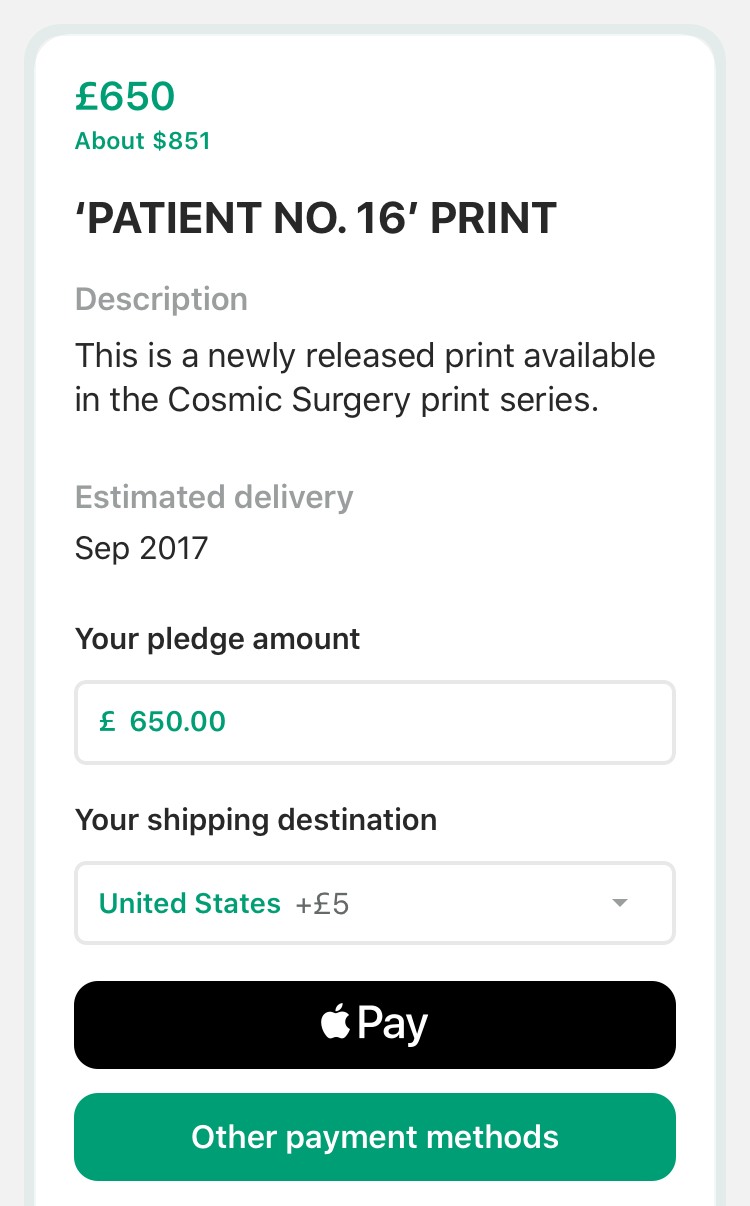 £650
About $851
‘PATIENT NO. 16’ PRINT
Description
This is a newly released print available
in the Cosmic Surgery print series.
Estimated delivery
Sep 2017
Your pledge amount
£ 650.00
Your shipping destination
United States +£5
Pay
Other payment methods